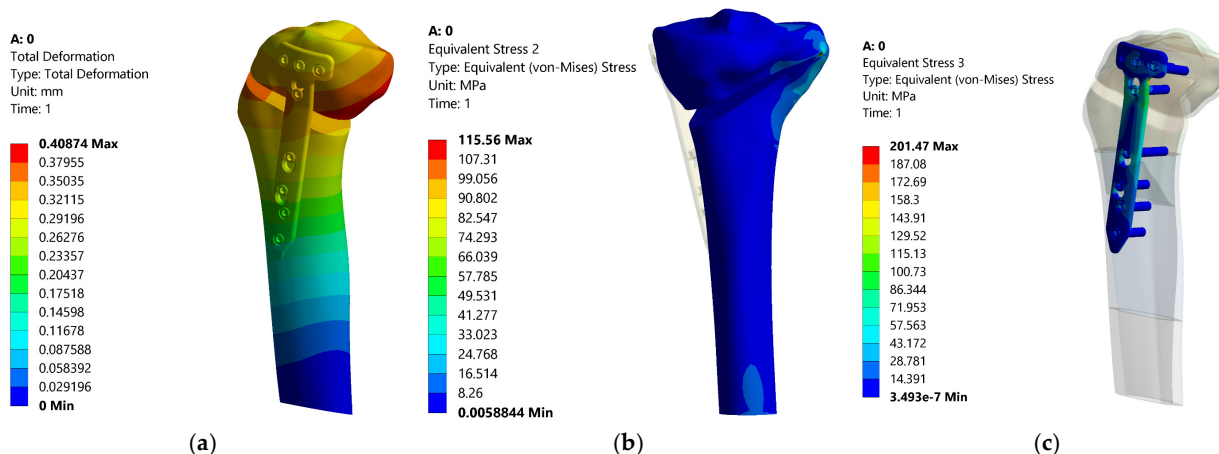 A: 0
Total Deformation
Type: Total Deformation
Unit: mm
Time: 1
0.40874 Max
0.37955
0.35035
0.32115
0.29196
0.26276
0.23357
0.20437
0.17518
0.14598
0.11678
0.087588
0.058392
0.029196
0 Min
(a)
A: 0
Equivalent Stress 2
Type: Equivalent (von-Mises) Stress
Unit: MPa
Time: 1
115.56 Max
107.31
99.056
90.802
82.547
74.293
66.039
57.785
49.531
41.277
33.023
24.768
16.514
8.26
0.0058844 Min
(b)
A: 0
Equivalent Stress 3
Type: Equivalent (von-Mises) Stress
Unit: MPa
Time: 1
201.47 Max
187.08
172.69
158.3
143.91
129.52
115.13
100.73
86.344
71.953
57.563
43.172
28.781
14.391
3.493e-7 Min
(c)